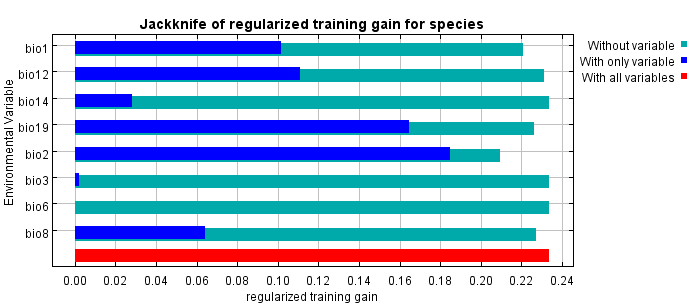 Jackknife of regularized training gain for species
Environmental Variable
bio1
bio12
bio14
bio19
bio2
bio3
bio6
bio8
0.00 0.02 0.04 0.06 0.08 0.10 0.12 0.14 0.16 0.18 0.20 0.22 0.24
regularized training gain
Without variable
With only variable
With all variables